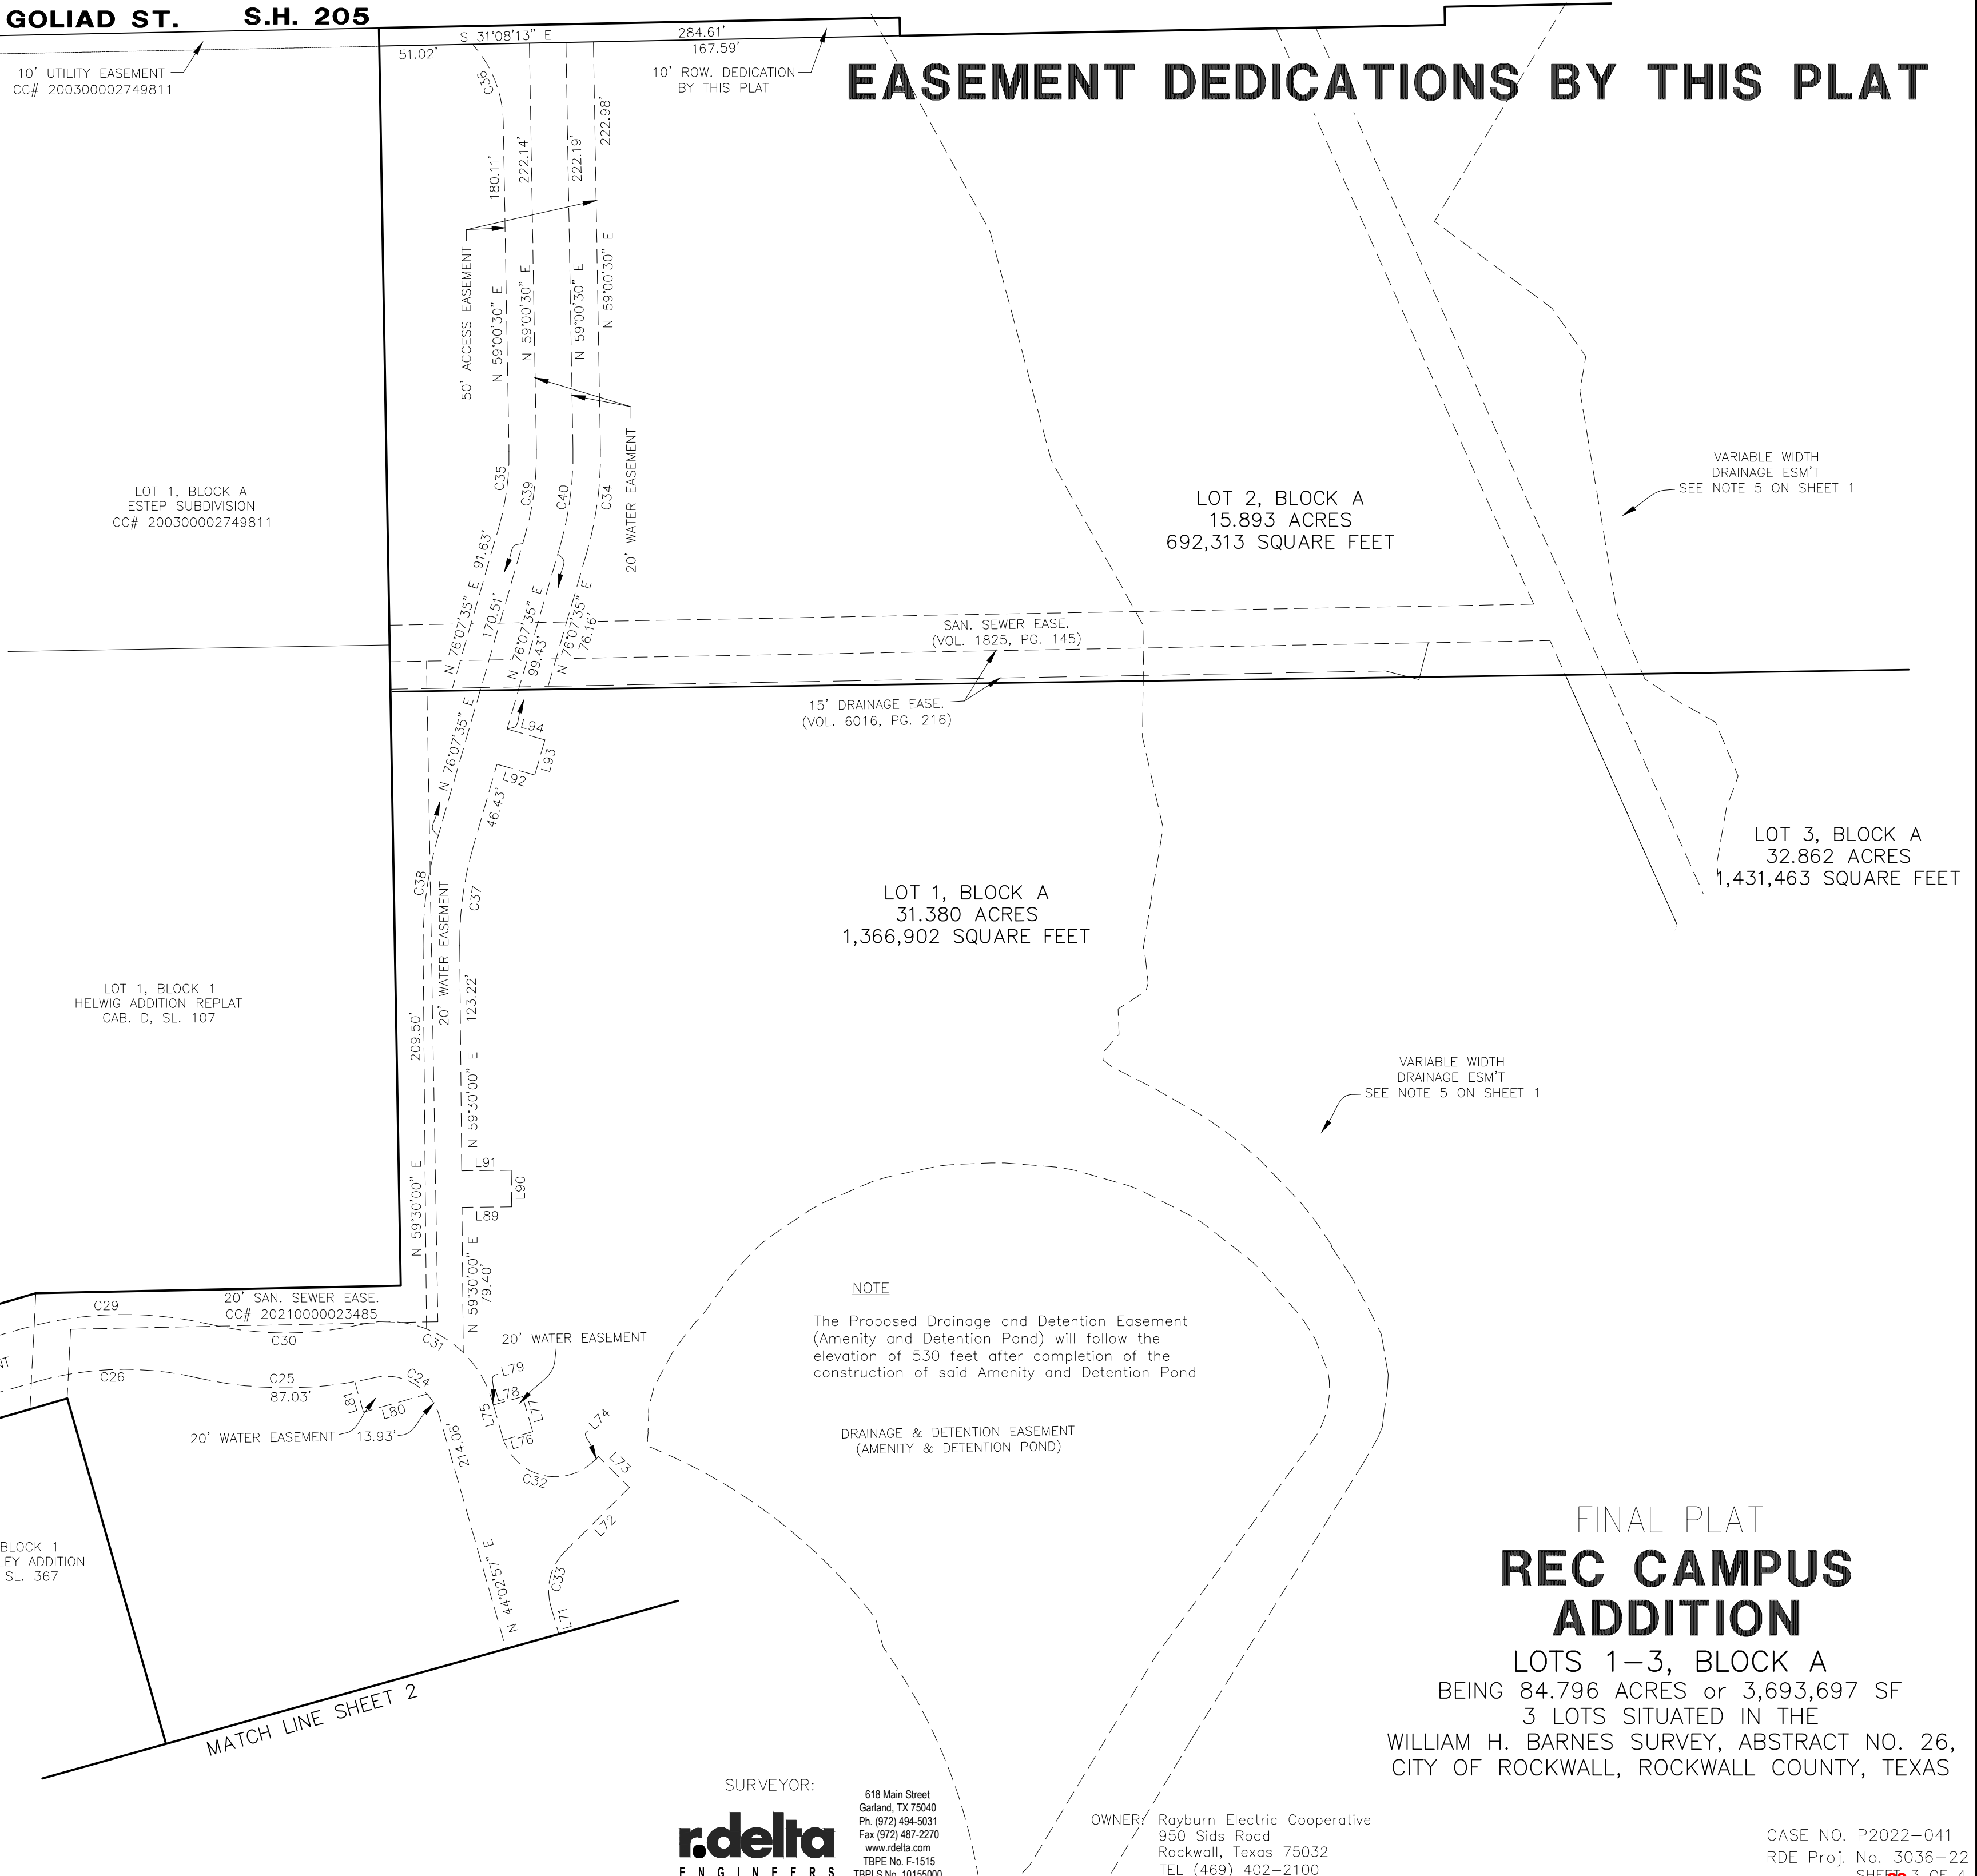 GOLIAD ST. S.H. 205
S 31°08'13" E
284.61'
51.02'
167.59'
10' UTILITY EASEMENT
CC# 200300002749811
10' ROW. DEDICATION
BY THIS PLAT
EASEMENT DEDICATIONS BY THIS PLAT
C36
180.11'
222.14'
222.19'
222.98'
50' ACCESS EASEMENT
N 59°00'30" E
N 59°00'30" E
N 59°00'30" E
N 59°00'30" E
20' WATER EASEMENT
C35
C39
C40
C34
LOT 1, BLOCK A
ESTEP SUBDIVISION
CC# 200300002749811
LOT 2, BLOCK A
15.893 ACRES
692,313 SQUARE FEET
VARIABLE WIDTH
DRAINAGE ESM'T
SEE NOTE 5 ON SHEET 1
N 76°07'35" E 91.63'
170.51'
N 76°07'35" E
99.43'
N 76°07'35" E
76.16'
N 76°07'35" E
SAN. SEWER EASE.
(VOL. 1825, PG. 145)
15' DRAINAGE EASE.
(VOL. 6016, PG. 216)
L94
L93
L92
46.43'
C38
C37
20' WATER EASEMENT
LOT 1, BLOCK A
31.380 ACRES
1,366,902 SQUARE FEET
LOT 3, BLOCK A
32.862 ACRES
1,431,463 SQUARE FEET
LOT 1, BLOCK 1
HELWIG ADDITION REPLAT
CAB. D, SL. 107
209.50'
123.22'
N 59°30'00" E
N 59°30'00" E
VARIABLE WIDTH
DRAINAGE ESM'T
SEE NOTE 5 ON SHEET 1
L91
L90
L89
N 59°30'00" E
79.40'
20' SAN. SEWER EASE.
CC# 20210000023485
C29
C30
C31
20' WATER EASEMENT
NT
C26
C25
87.03'
C24
L81
L80
20' WATER EASEMENT
13.93'
L79
L78
L77
L75
L76
L74
L73
C32
L72
C33
L71
214.06'
N 44°02'57" E
NOTE
The Proposed Drainage and Detention Easement
(Amenity and Detention Pond) will follow the
elevation of 530 feet after completion of the
construction of said Amenity and Detention Pond
DRAINAGE & DETENTION EASEMENT
(AMENITY & DETENTION POND)
BLOCK 1
LEY ADDITION
SL. 367
MATCH LINE SHEET 2
FINAL PLAT
REC CAMPUS
ADDITION
LOTS 1-3, BLOCK A
BEING 84.796 ACRES or 3,693,697 SF
3 LOTS SITUATED IN THE
WILLIAM H. BARNES SURVEY, ABSTRACT NO. 26,
CITY OF ROCKWALL, ROCKWALL COUNTY, TEXAS
SURVEYOR:
r.delta
ENGINEERS
618 Main Street
Garland, TX 75040
Ph. (972) 494-5031
Fax (972) 487-2270
www.rdelta.com
TBPE No. F-1515
TBPLS No. 10155000
OWNER: Rayburn Electric Cooperative
950 Sids Road
Rockwall, Texas 75032
TEL (469) 402-2100
CASE NO. P2022-041
RDE Proj. No. 3036-22
SHEET 3 OF 4